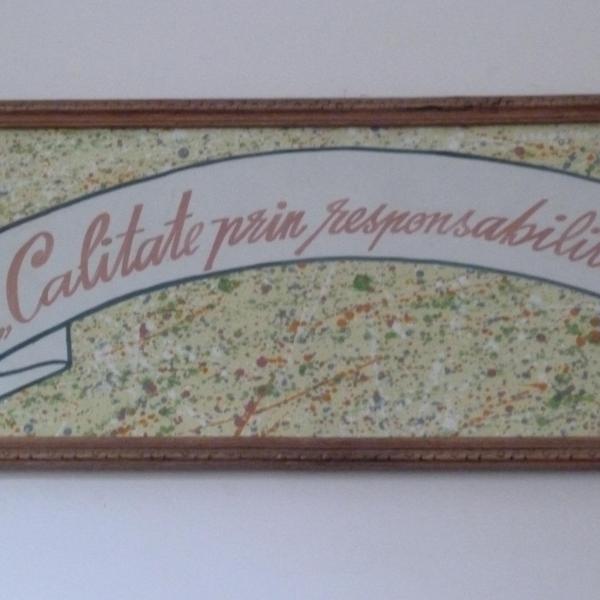 „Calitate prin responsabilit